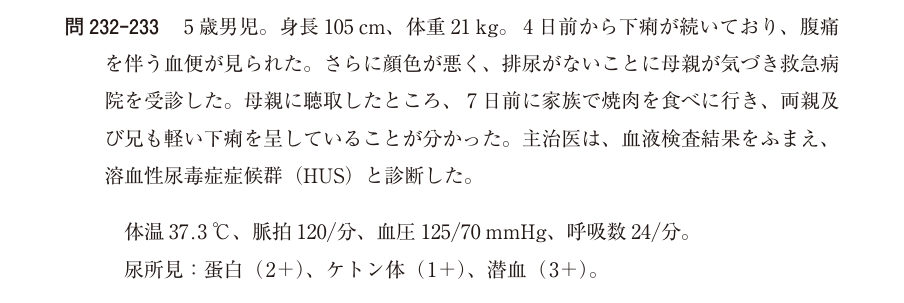 問 232-233 5歳男児。身長 105 cm、体重 21 kg。4日前から下痢が続いており、腹痛
を伴う血便が見られた。さらに顔色が悪く、排尿がないことに母親が気づき救急病
院を受診した。母親に聴取したところ、7日前に家族で焼肉を食べに行き、両親及
び兄も軽い下痢を呈していることが分かった。主治医は、血液検査結果をふまえ、
溶血性尿毒症症候群(HUS)と診断した。
体温 37.3 ℃、脈拍 120/分、血圧 125/70 mmHg、呼吸数 24/分。
尿所見:蛋白(2+)、ケトン体(1+)、潜血(3+)。